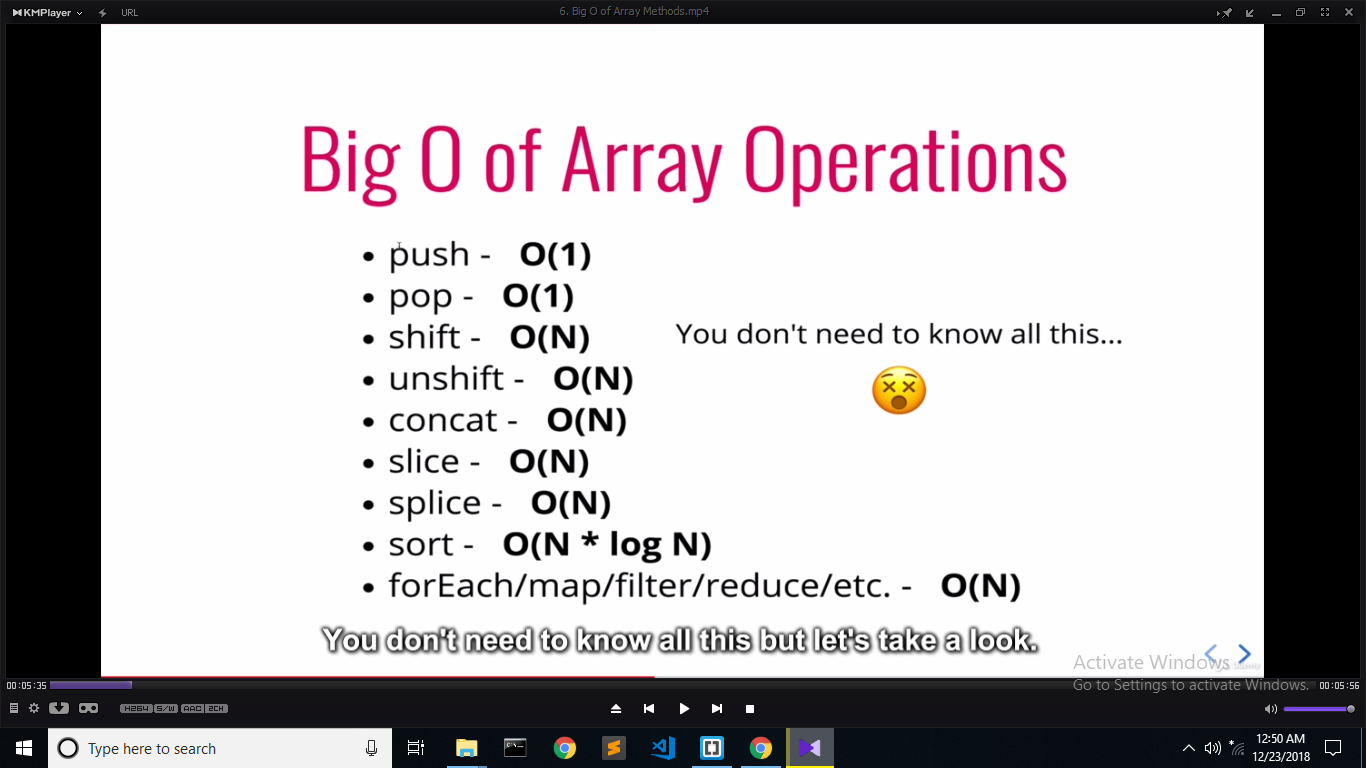 KMPlayer
URL
6. Big O of Array Methods.mp4
Big O of Array Operations
• push - O(1)
• pop - O(1)
• shift - O(N)
• unshift - O(N)
• concat - O(N)
• slice - O(N)
• splice - O(N)
• sort - O(N * log N)
• forEach/map/filter/reduce/etc. - O(N)
You don't need to know all this...
You don't need to know all this but let's take a look.
Activate Windows
Go to Settings to activate Windows.
00:05:35
00:05:56
H264 S/W AAC 2CH
Type here to search
12:50 AM
12/23/2018